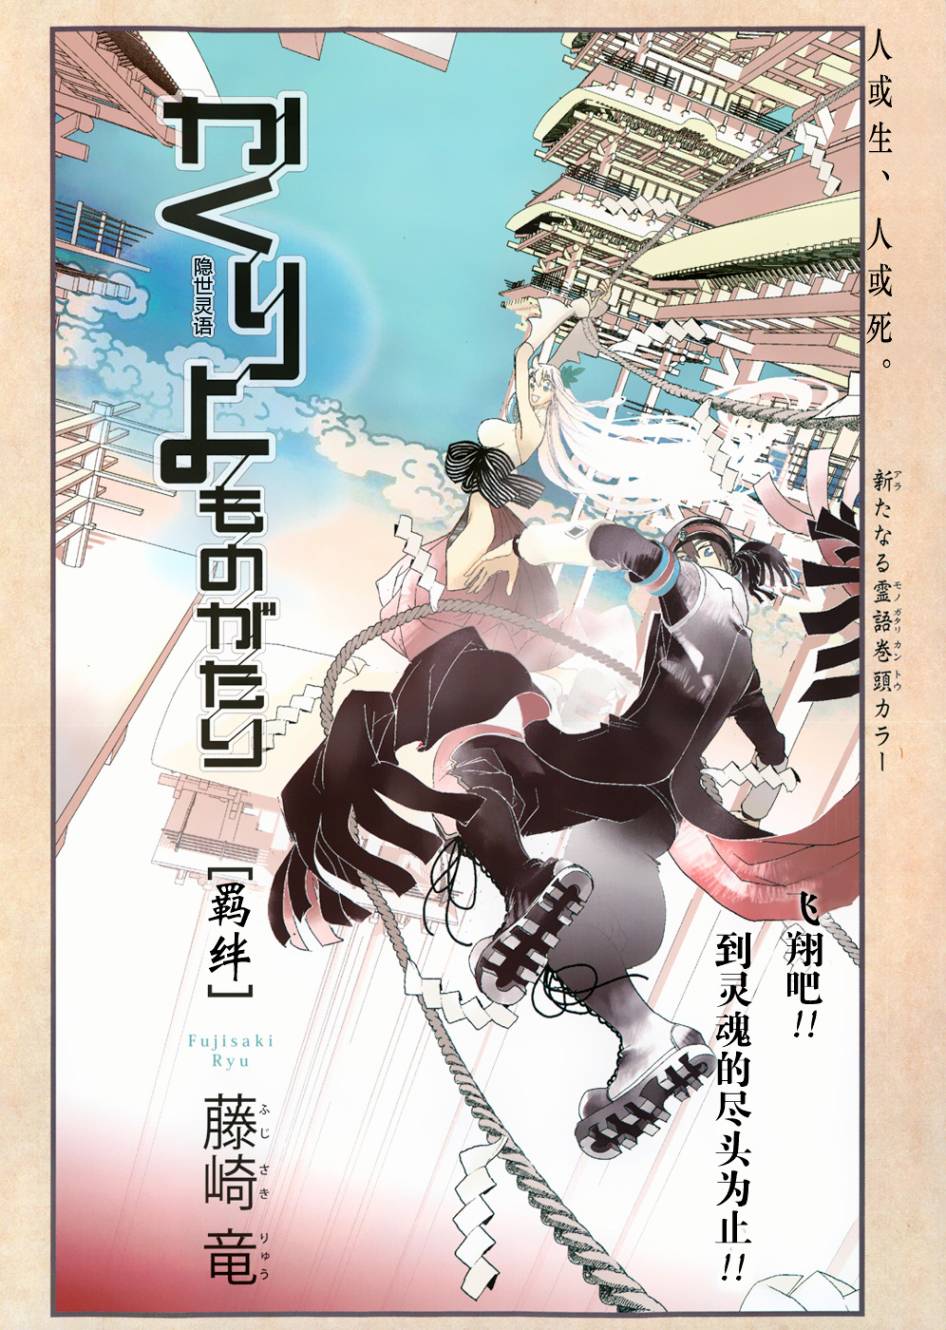 人或生、人或死。
新たなる霊語巻頭カラー
アラ
モノ ガタリ カン トウ
かくりよものがたり
隐世灵语
[羁绊]
Fujisaki
Ryu
藤崎 竜
ふじ さき りゅう
飞翔吧!!
到灵魂的尽头为止!!